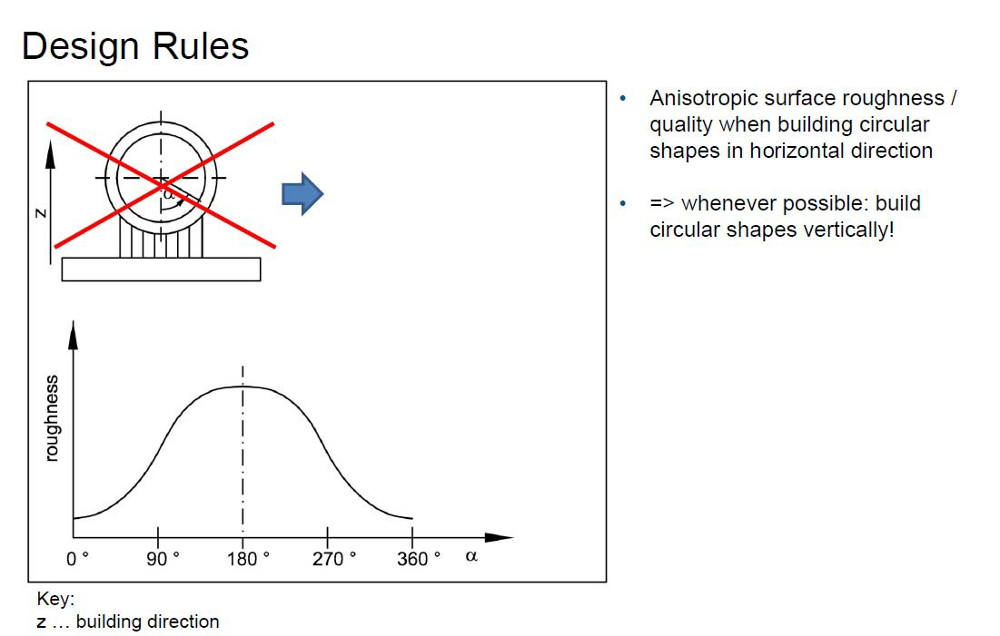 Design Rules
z
α
roughness
0 °
90 °
180 °
270 °
360 °
α
Key:
z … building direction
• Anisotropic surface roughness /
quality when building circular
shapes in horizontal direction
• => whenever possible: build
circular shapes vertically!